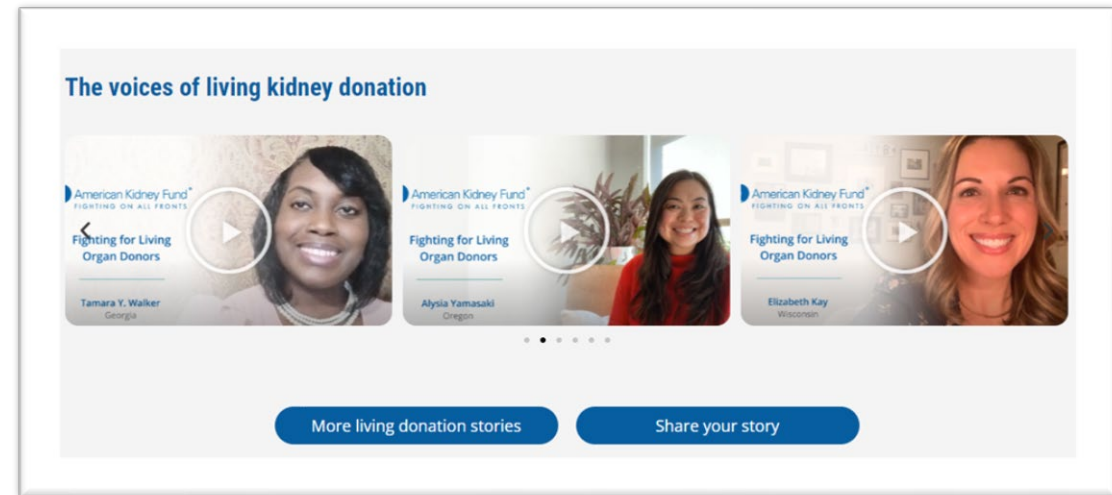 The voices of living kidney donation
American Kidney Fund®
FIGHTING ON ALL FRONTS
Fighting for Living
Organ Donors
Tamara Y. Walker
Georgia
American Kidney Fund®
FIGHTING ON ALL FRONTS
Fighting for Living
Organ Donors
Alysia Yamasaki
Oregon
American Kidney Fund®
FIGHTING ON ALL FRONTS
Fighting for Living
Organ Donors
Elizabeth Kay
Wisconsin
More living donation stories
Share your story